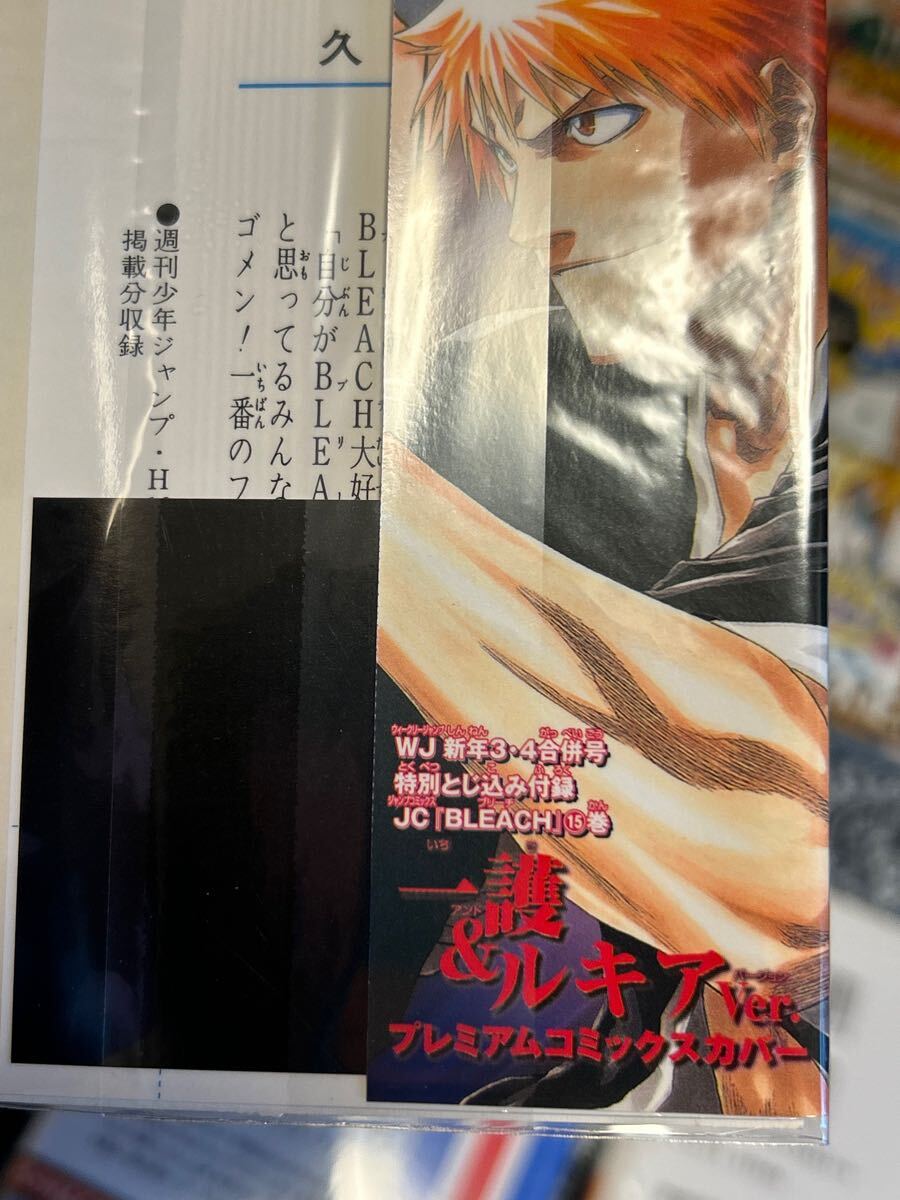 久
BLEACH大好
「自分がBLEA
と思ってるみんな
ゴメン!一番のフ
●週刊少年ジャンプ・H
掲載分収録
WJ 新年3・4合併号
特別とじ込み付録
JC『BLEACH』⑮巻
一護
&ルキアVer.
プレミアムコミックスカバー